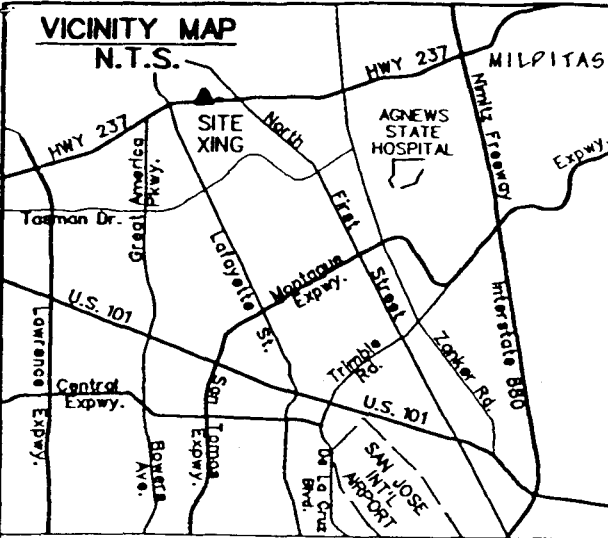 VICINITY MAP
N.T.S.
HWY 237
MILPITAS
HWY 237
SITE
XING
North
First
Street
AGNEWS
STATE
HOSPITAL
Nimitz Freeway
Expwy.
Great America
Pkwy.
Tasman Dr.
Lafayette
St.
Montague
Expwy.
U.S. 101
Interstate 880
Lawrence Expwy.
Central
Expwy.
San Tomas
Expwy.
Trimble
Rd.
Zanker Rd.
U.S. 101
Bowers
Ave.
De La Cruz
Blvd.
SAN JOSE
INT'L
AIRPORT